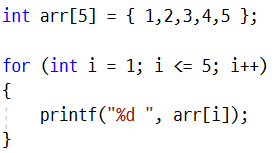 int arr[5] = { 1,2,3,4,5 };
for (int i = 1; i <= 5; i++)
{
    printf("%d ", arr[i]);
}